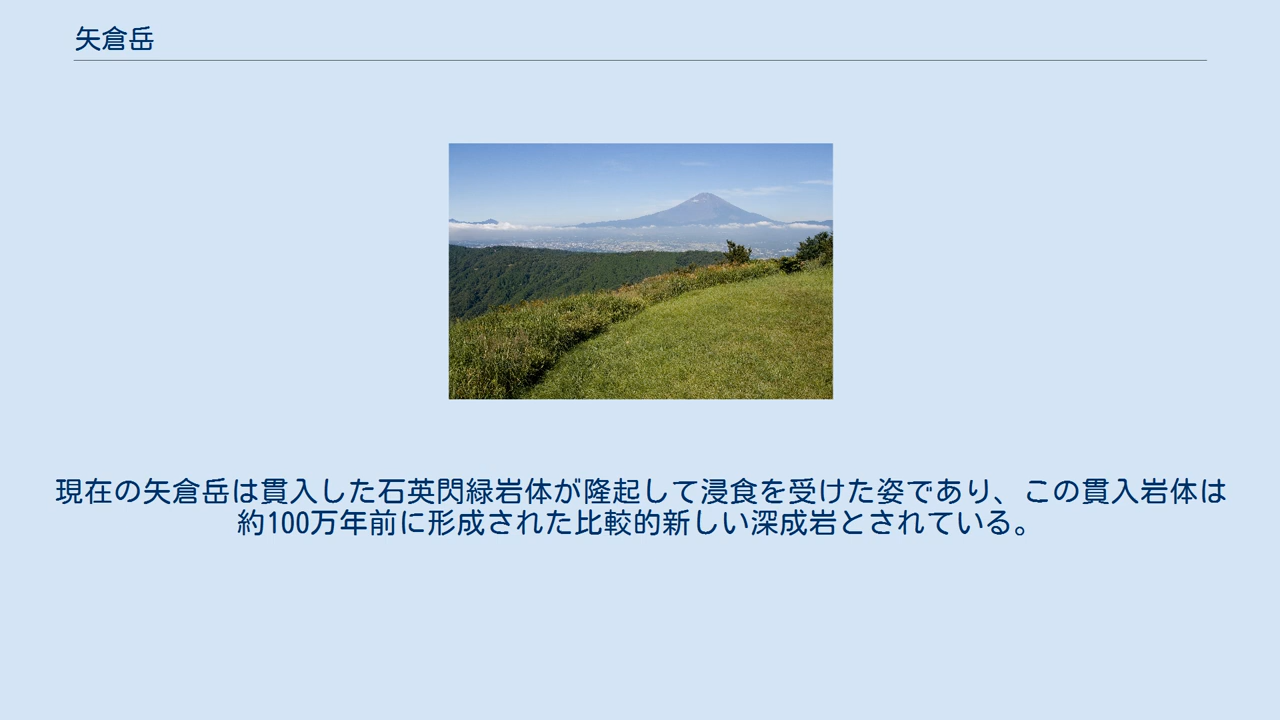 矢倉岳
現在の矢倉岳は貫入した石英閃緑岩体が隆起して浸食を受けた姿であり、この貫入岩体は
約100万年前に形成された比較的新しい深成岩とされている。